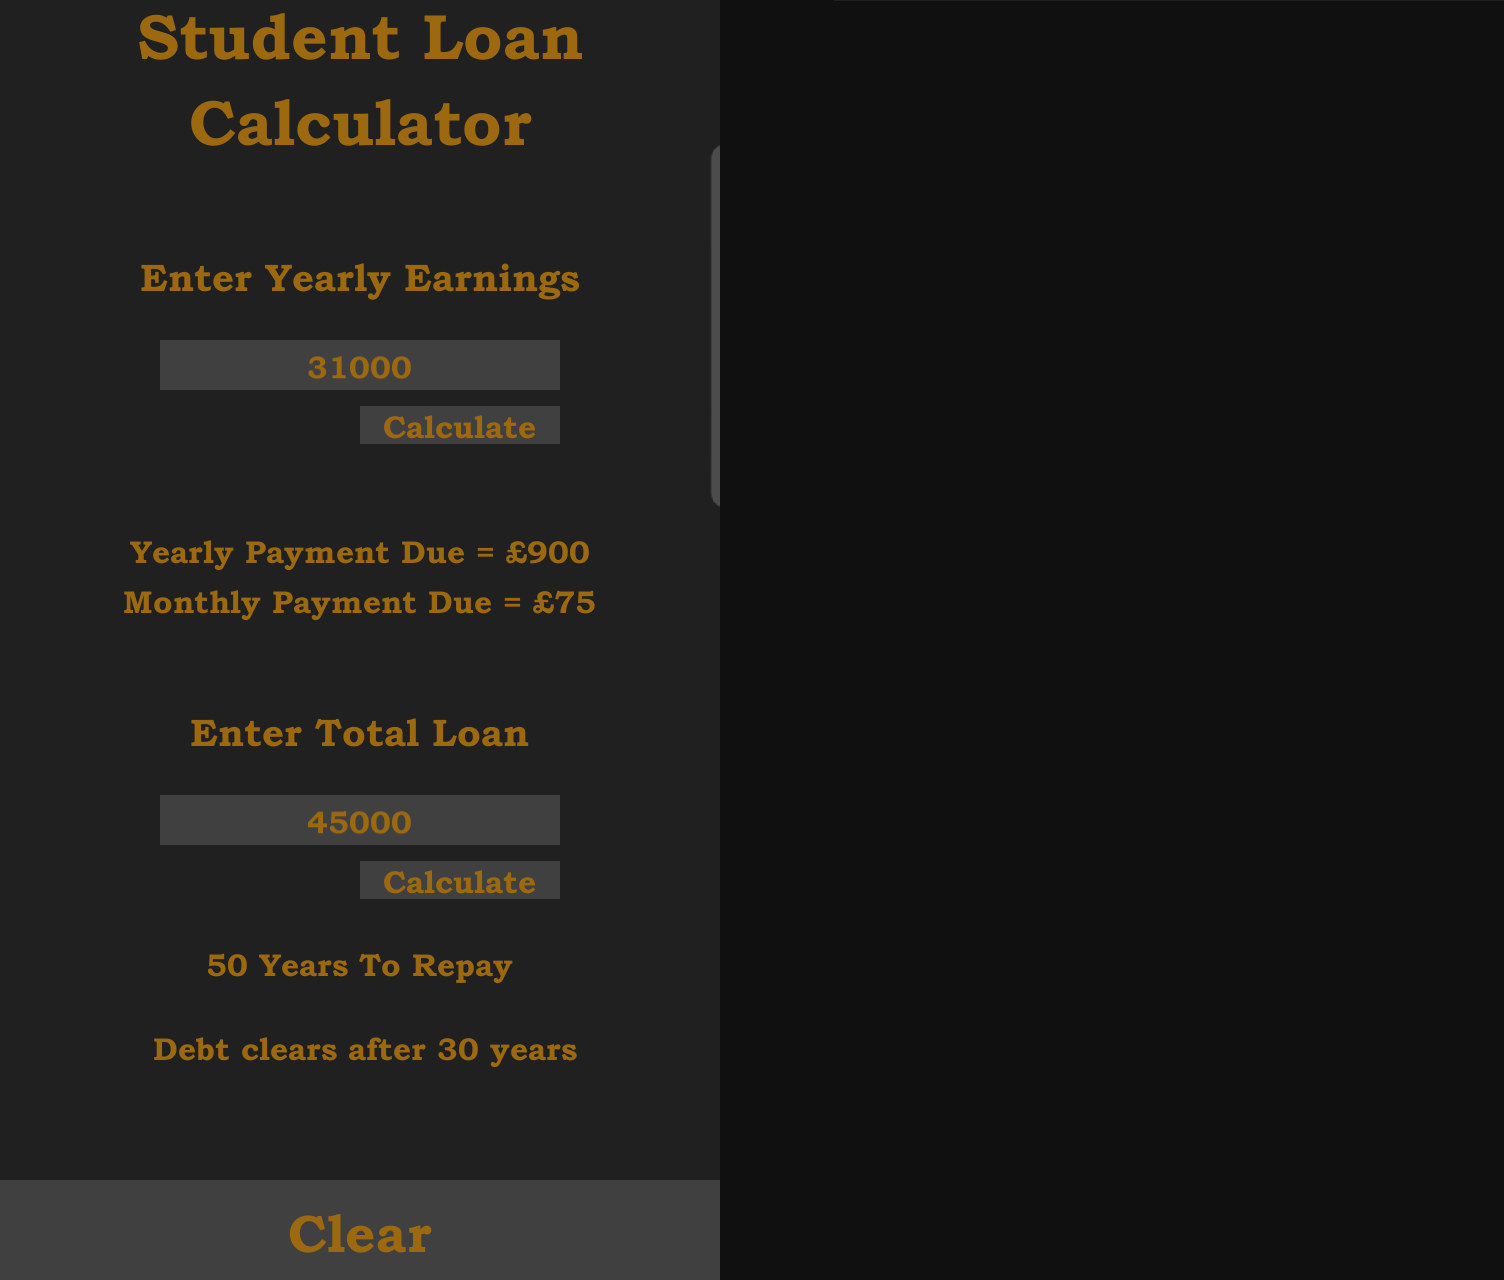 Student Loan
Calculator
Enter Yearly Earnings
31000
Calculate
Yearly Payment Due = £900
Monthly Payment Due = £75
Enter Total Loan
45000
Calculate
50 Years To Repay
Debt clears after 30 years
Clear